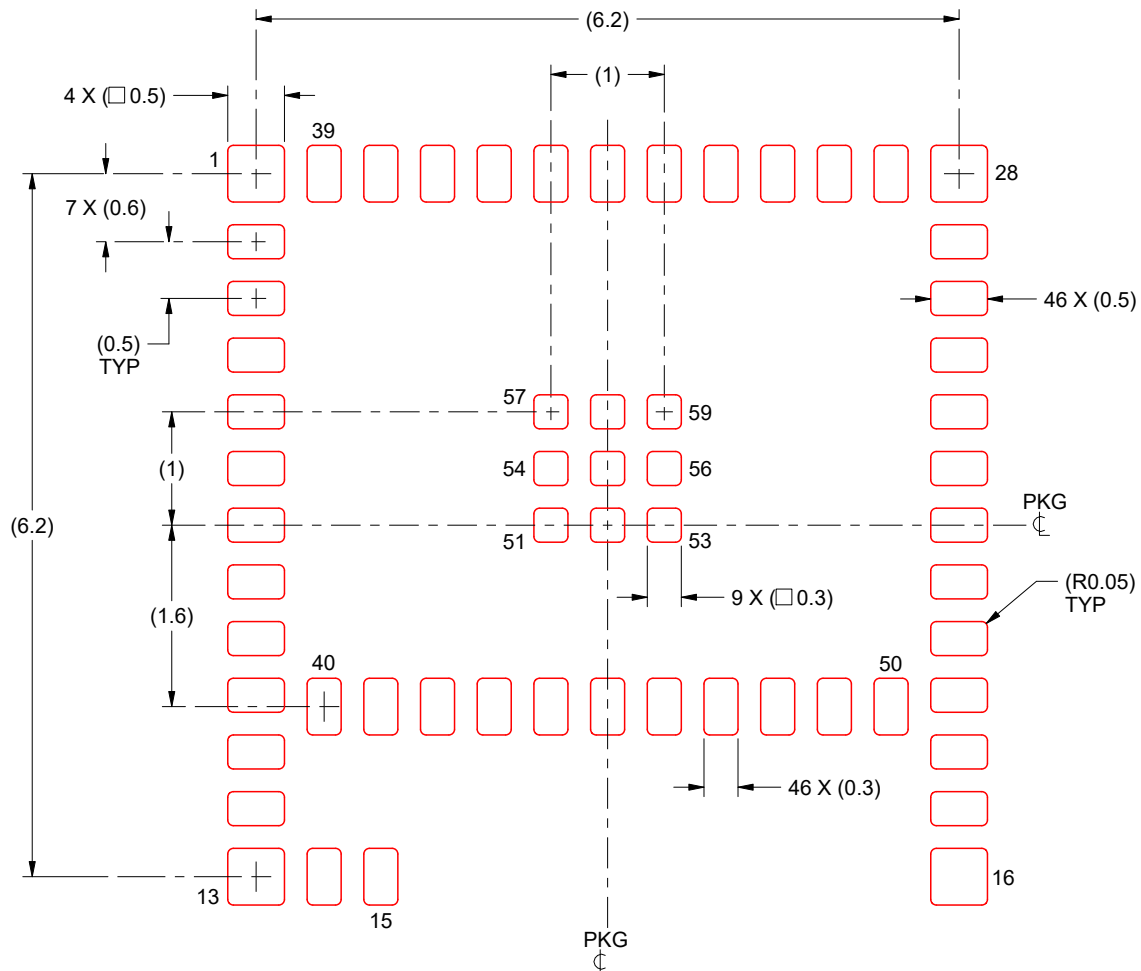 (6.2)
(1)
4 X (□ 0.5)
39
1
28
7 X (0.6)
46 X (0.5)
(0.5)
TYP
57
59
(1)
54
56
(6.2)
PKG
℄
51
53
(R0.05)
TYP
9 X (□ 0.3)
(1.6)
40
50
46 X (0.3)
13
16
15
PKG
℄